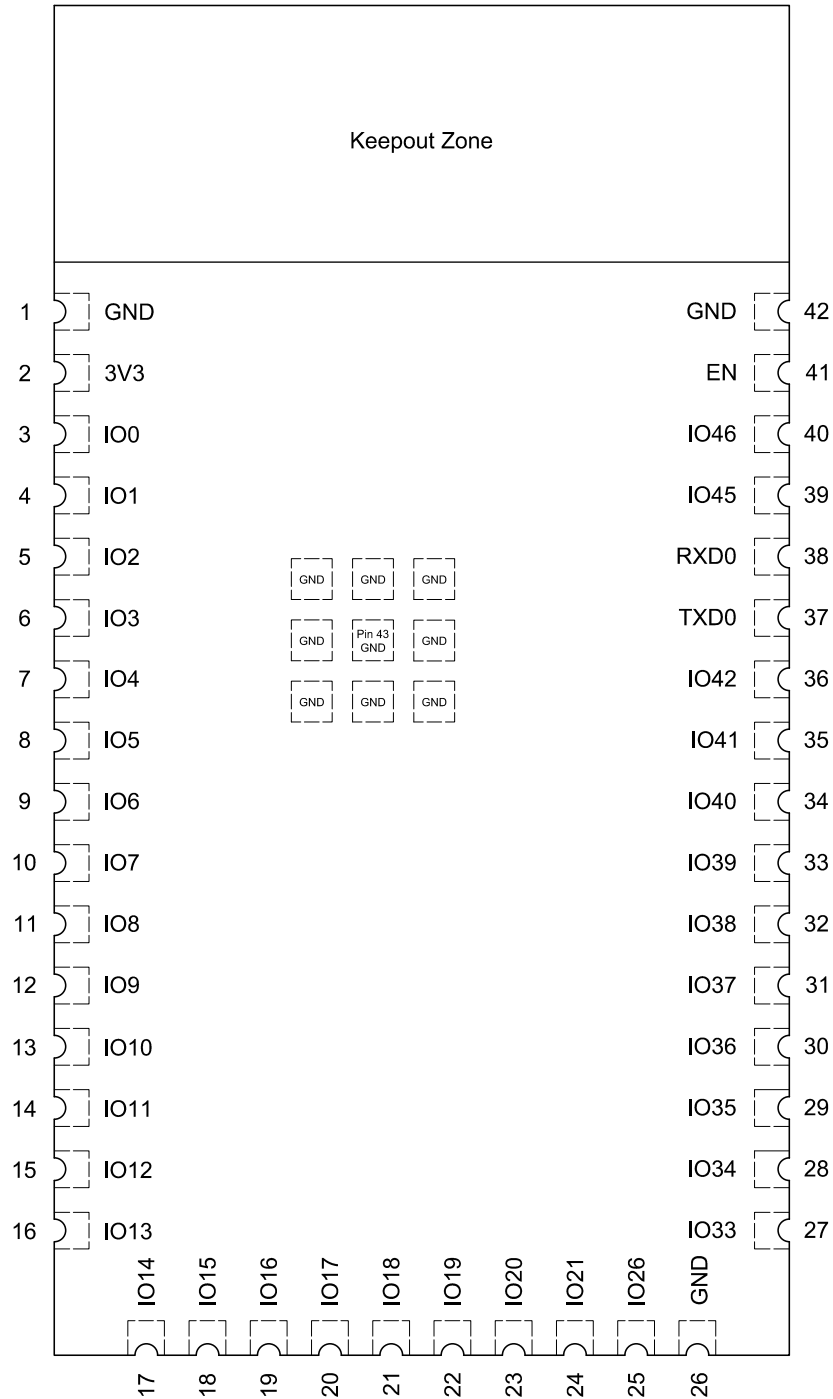 Keepout Zone
1 GND GND 42
2 3V3 EN 41
3 IO0 IO46 40
4 IO1 IO45 39
5 IO2 RXD0 38
GND GND GND
6 IO3 TXD0 37
GND Pin 43 GND GND
7 IO4 IO42 36
GND GND GND
8 IO5 IO41 35
9 IO6 IO40 34
10 IO7 IO39 33
11 IO8 IO38 32
12 IO9 IO37 31
13 IO10 IO36 30
14 IO11 IO35 29
15 IO12 IO34 28
16 IO13 IO33 27
IO14 IO15 IO16 IO17 IO18 IO19 IO20 IO21 IO26 GND
17 18 19 20 21 22 23 24 25 26